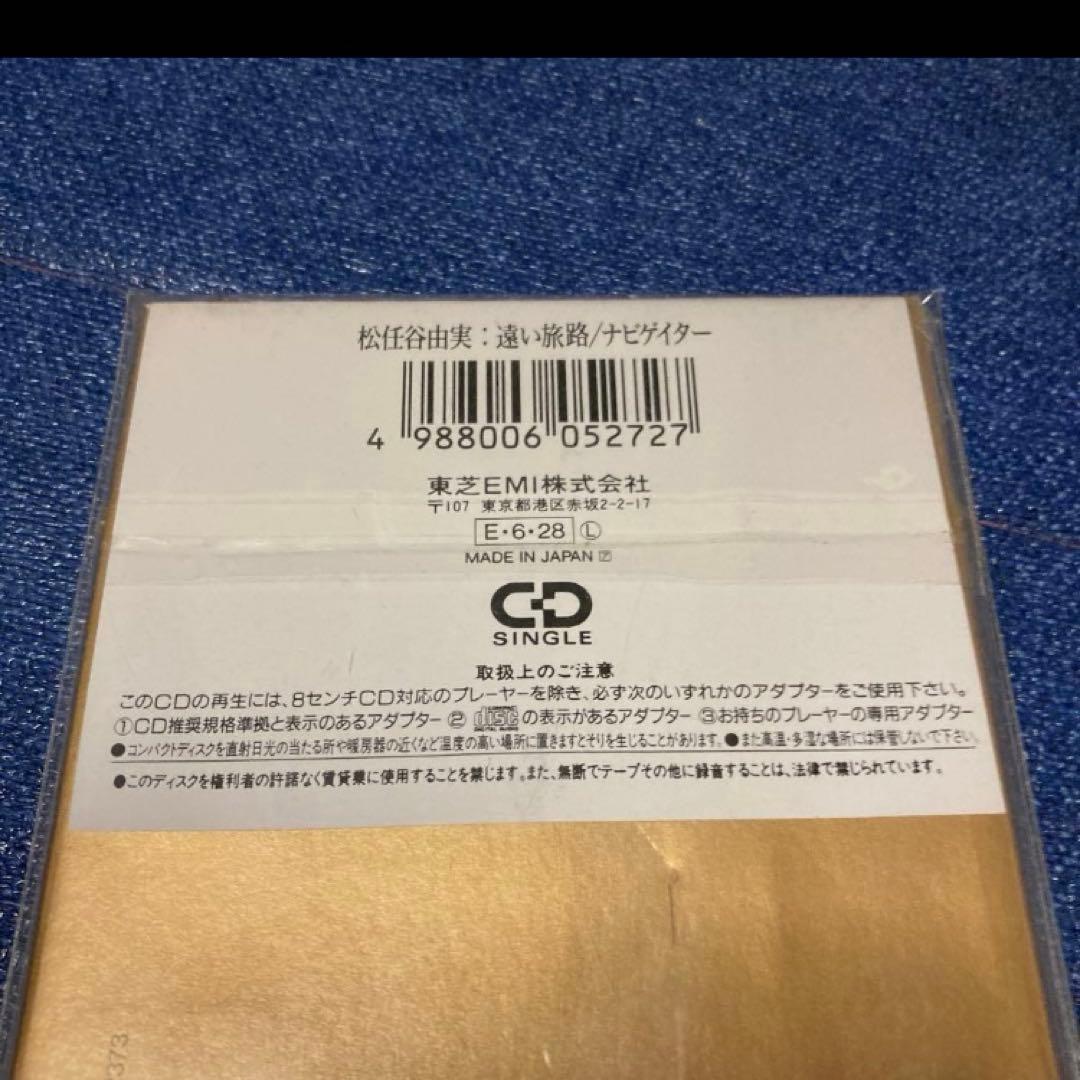 松任谷由実：遠い旅路/ナビゲイター
4 988006 052727
東芝EMI株式会社
〒107 東京都港区赤坂2-2-17
E・6・28 Ⓛ
MADE IN JAPAN ㋐
CD
SINGLE
取扱上のご注意
このCDの再生には、8センチCD対応のプレーヤーを除き、必ず次のいずれかのアダプターをご使用下さい。
①CD推奨規格準拠と表示のあるアダプター ② disc の表示があるアダプター ③お持ちのプレーヤーの専用アダプター
●コンパクトディスクを直射日光の当たる所や暖房器の近くなど温度の高い場所に置きますとそりを生じることがあります。●また高温・多湿な場所には保管しないで下さい。
●このディスクを権利者の許諾なく賃貸業に使用することを禁じます。また、無断でテープその他に録音することは、法律で禁じられています。
373